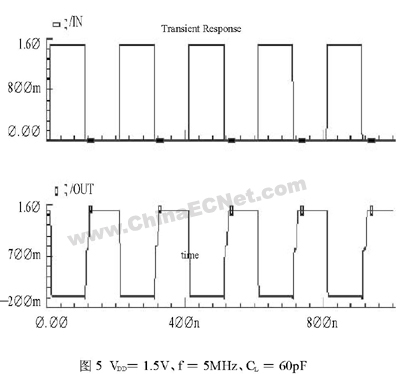 /IN
Transient Response
1.60
800m
0.00
/OUT
1.60
700m
-200m
www.ChinaECNet.com
time
0.00 400n 800n
图 5 VDD= 1.5V、f = 5MHz、CL = 60pF